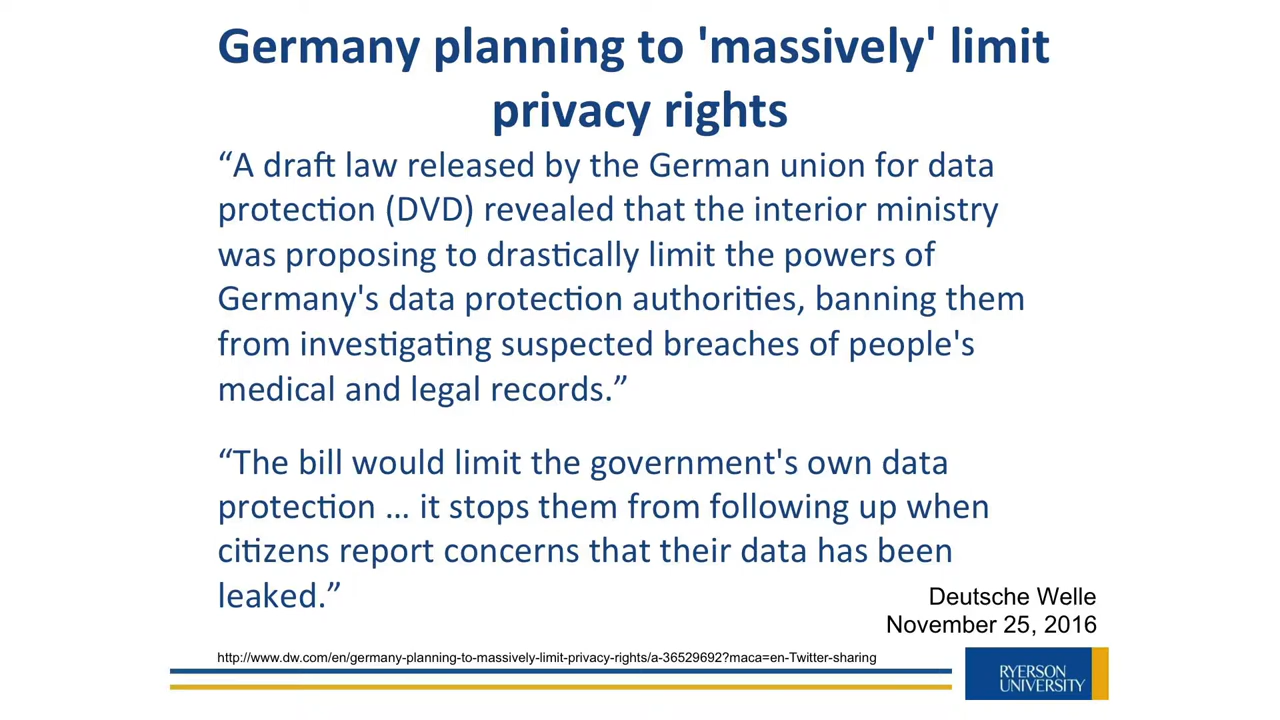 Germany planning to 'massively' limit
privacy rights
“A draft law released by the German union for data
protection (DVD) revealed that the interior ministry
was proposing to drastically limit the powers of
Germany's data protection authorities, banning them
from investigating suspected breaches of people's
medical and legal records.”
“The bill would limit the government's own data
protection … it stops them from following up when
citizens report concerns that their data has been
leaked.”
Deutsche Welle
November 25, 2016
http://www.dw.com/en/germany-planning-to-massively-limit-privacy-rights/a-36529692?maca=en-Twitter-sharing
RYERSON
UNIVERSITY